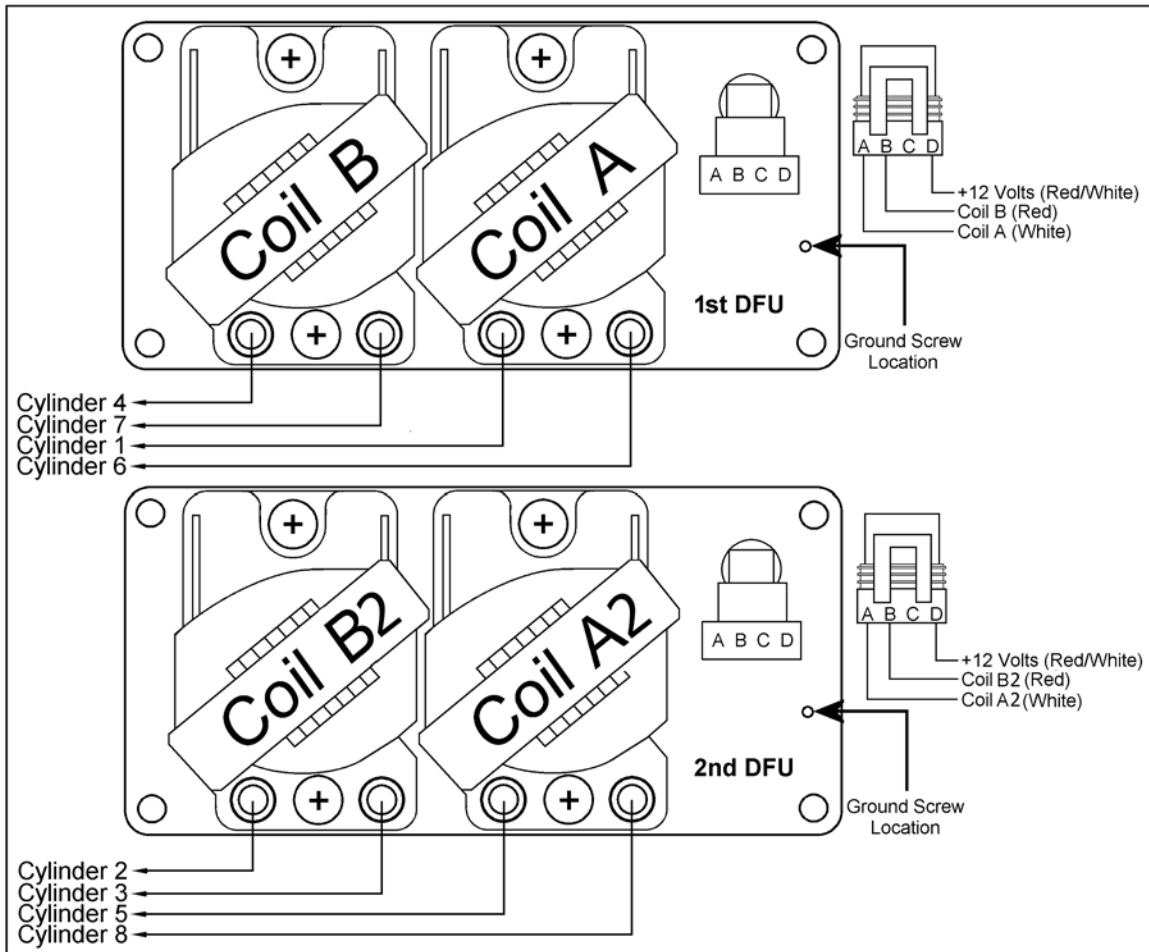 Coil B
Coil A
A B C D
A B C D
+12 Volts (Red/White)
Coil B (Red)
Coil A (White)
1st DFU
Ground Screw
Location
Cylinder 4
Cylinder 7
Cylinder 1
Cylinder 6
Coil B2
Coil A2
A B C D
A B C D
+12 Volts (Red/White)
Coil B2 (Red)
Coil A2 (White)
2nd DFU
Ground Screw
Location
Cylinder 2
Cylinder 3
Cylinder 5
Cylinder 8